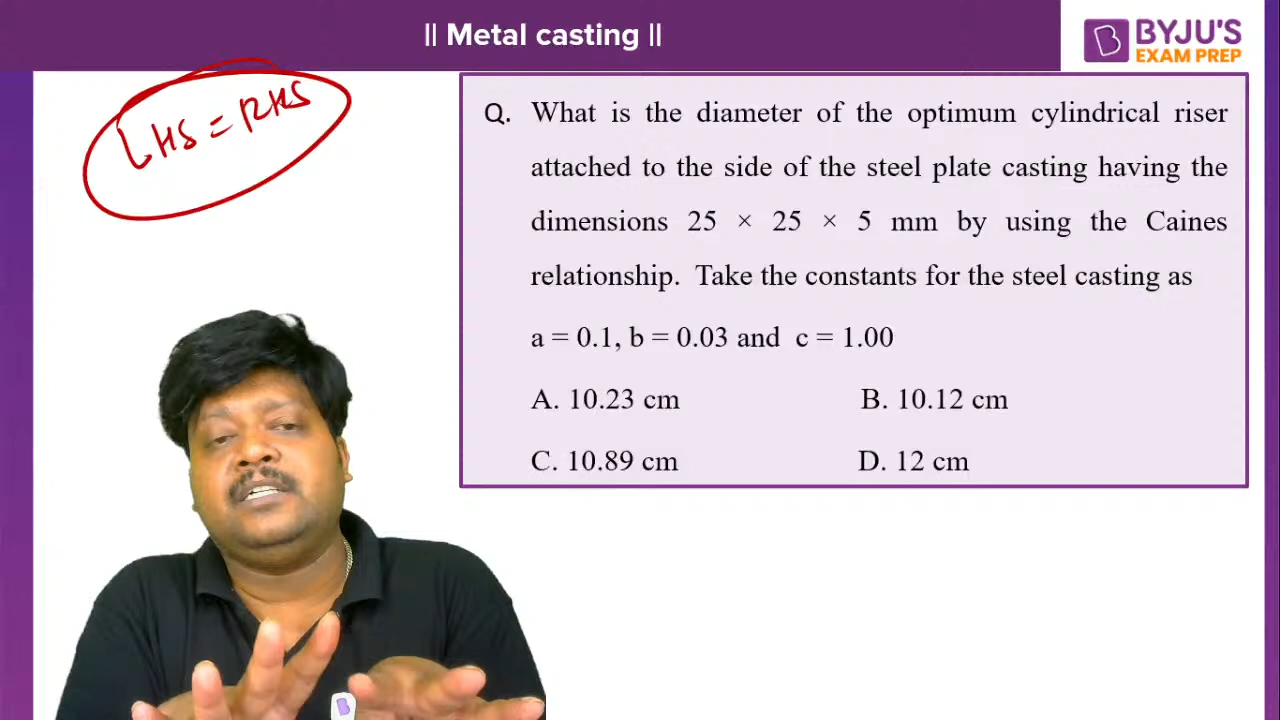 || Metal casting ||
BYJU'S
EXAM PREP
LHS = RHS
Q. What is the diameter of the optimum cylindrical riser
attached to the side of the steel plate casting having the
dimensions 25 × 25 × 5 mm by using the Caines
relationship. Take the constants for the steel casting as
a = 0.1, b = 0.03 and c = 1.00
A. 10.23 cm B. 10.12 cm
C. 10.89 cm D. 12 cm